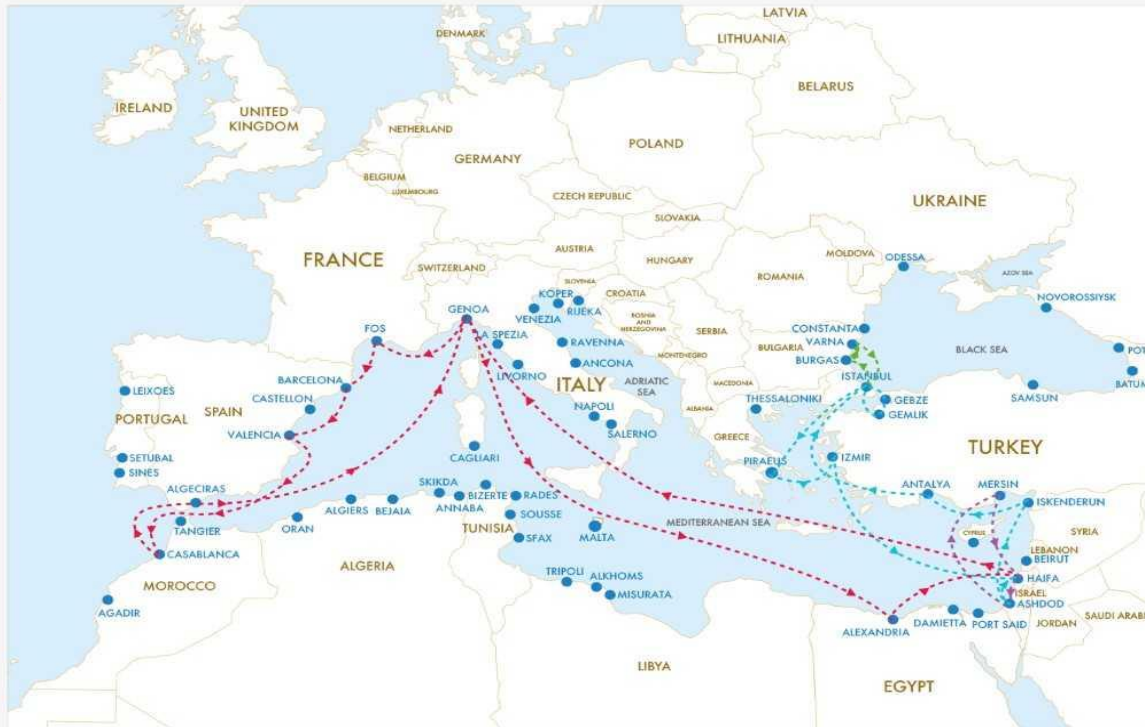 LATVIA
DENMARK
LITHUANIA
BELARUS
IRELAND
UNITED
KINGDOM
NETHERLAND
POLAND
GERMANY
BELGIUM
LUXEMBOURG
CZECH REPUBLIC
UKRAINE
SLOVAKIA
FRANCE
AUSTRIA
MOLDOVA
ODESSA
SWITZERLAND
HUNGARY
ROMANIA
AZOV SEA
SLOVENIA
KOPER
CROATIA
RIJEKA
VENEZIA
NOVOROSSIYSK
GENOA
BOSNIA
AND
HERZEGOVINA
SERBIA
CONSTANTA
VARNA
FOS
LA SPEZIA
RAVENNA
BULGARIA
BLACK SEA
POT
MONTENEGRO
BURGAS
ANCONA
LIVORNO
ISTANBUL
BATUM
BARCELONA
ITALY
ADRIATIC
SEA
MACEDONIA
LEIXOES
CASTELLON
THESSALONIKI
GEBZE
SAMSUN
PORTUGAL
SPAIN
NAPOLI
ALBANIA
GEMLIK
VALENCIA
SALERNO
GREECE
TURKEY
SETUBAL
CAGLIARI
PIRAEUS
IZMIR
SINES
ALGECIRAS
SKIKDA
BIZERTE
RADES
ANTALYA
MERSIN
ISKENDERUN
ALGIERS
BEJAIA
ANNABA
TANGIER
ORAN
TUNISIA
SOUSSE
MEDITERRANEAN SEA
MALTA
CYPRUS
SYRIA
SFAX
CASABLANCA
LEBANON
BEIRUT
ALGERIA
TRIPOLI
ALKHOMS
HAIFA
MOROCCO
MISURATA
ISRAEL
ASHDOD
AGADIR
ALEXANDRIA
DAMIETTA
PORT SAID
JORDAN
SAUDI ARABI
LIBYA
EGYPT